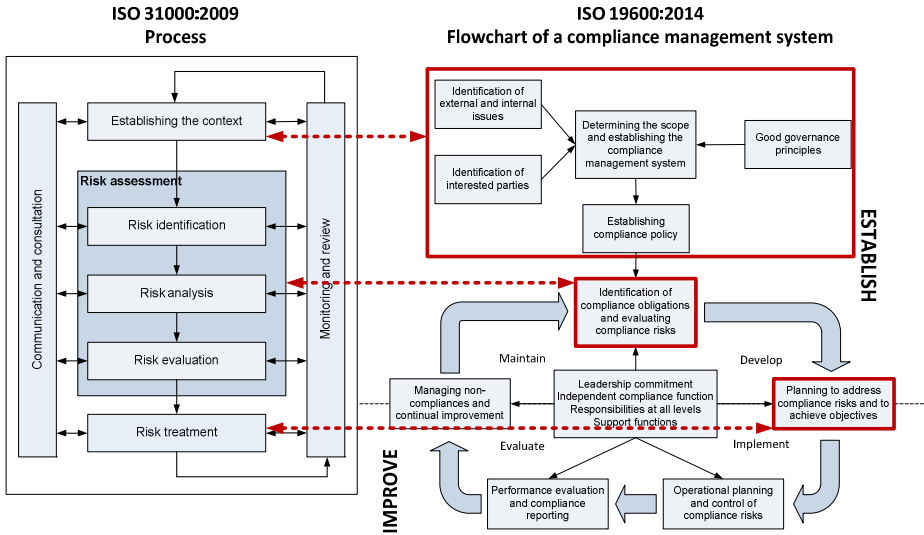 ISO 31000:2009
Process
Establishing the context
Risk assessment
Risk identification
Risk analysis
Risk evaluation
Risk treatment
Communication and consultation
Monitoring and review
ISO 19600:2014
Flowchart of a compliance management system
Identification of
external and internal
issues
Identification of
interested parties
Determining the scope
and establishing the
compliance
management system
Good governance
principles
Establishing
compliance policy
ESTABLISH
Identification of
compliance obligations
and evaluating
compliance risks
Maintain
Develop
Managing non-
compliances and
continual improvement
Leadership commitment
Independent compliance function
Responsibilities at all levels
Support functions
Planning to address
compliance risks and to
achieve objectives
Evaluate
Implement
IMPROVE
Performance evaluation
and compliance
reporting
Operational planning
and control of
compliance risks